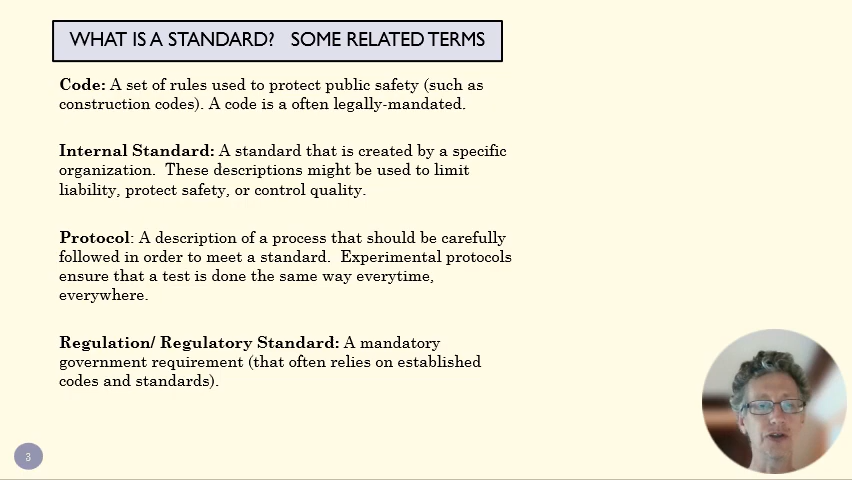 WHAT IS A STANDARD?   SOME RELATED TERMS
Code: A set of rules used to protect public safety (such as
construction codes). A code is a often legally-mandated.
Internal Standard: A standard that is created by a specific
organization.  These descriptions might be used to limit
liability, protect safety, or control quality.
Protocol: A description of a process that should be carefully
followed in order to meet a standard.  Experimental protocols
ensure that a test is done the same way everytime,
everywhere.
Regulation/ Regulatory Standard: A mandatory
government requirement (that often relies on established
codes and standards).
3